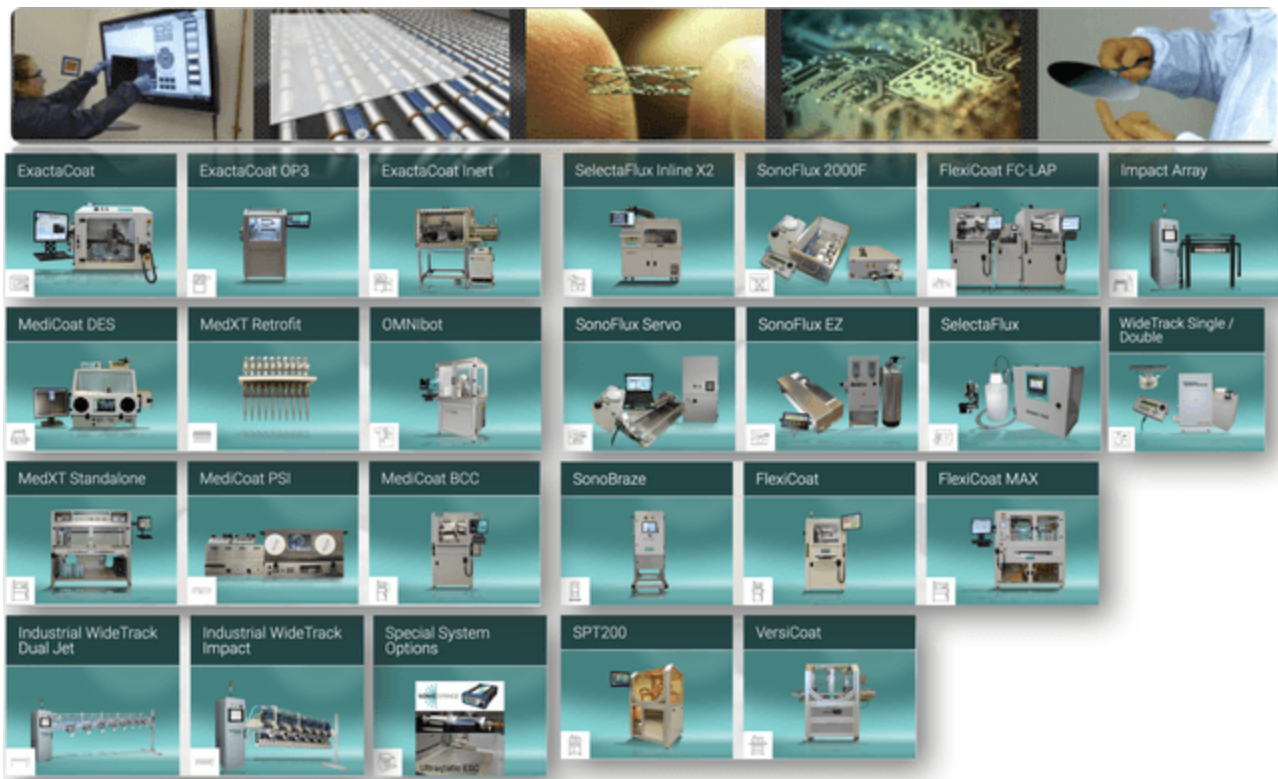 ExactaCoat
ExactaCoat OP3
ExactaCoat Inert
SelectaFlux Inline X2
SonoFlux 2000F
FlexiCoat FC-LAP
Impact Array
MediCoat DES
MedXT Retrofit
OMNIbot
SonoFlux Servo
SonoFlux EZ
SelectaFlux
WideTrack Single /
Double
MedXT Standalone
MediCoat PSI
MediCoat BCC
SonoBraze
FlexiCoat
FlexiCoat MAX
Industrial WideTrack
Dual Jet
Industrial WideTrack
Impact
Special System
Options
SPT200
VersiCoat